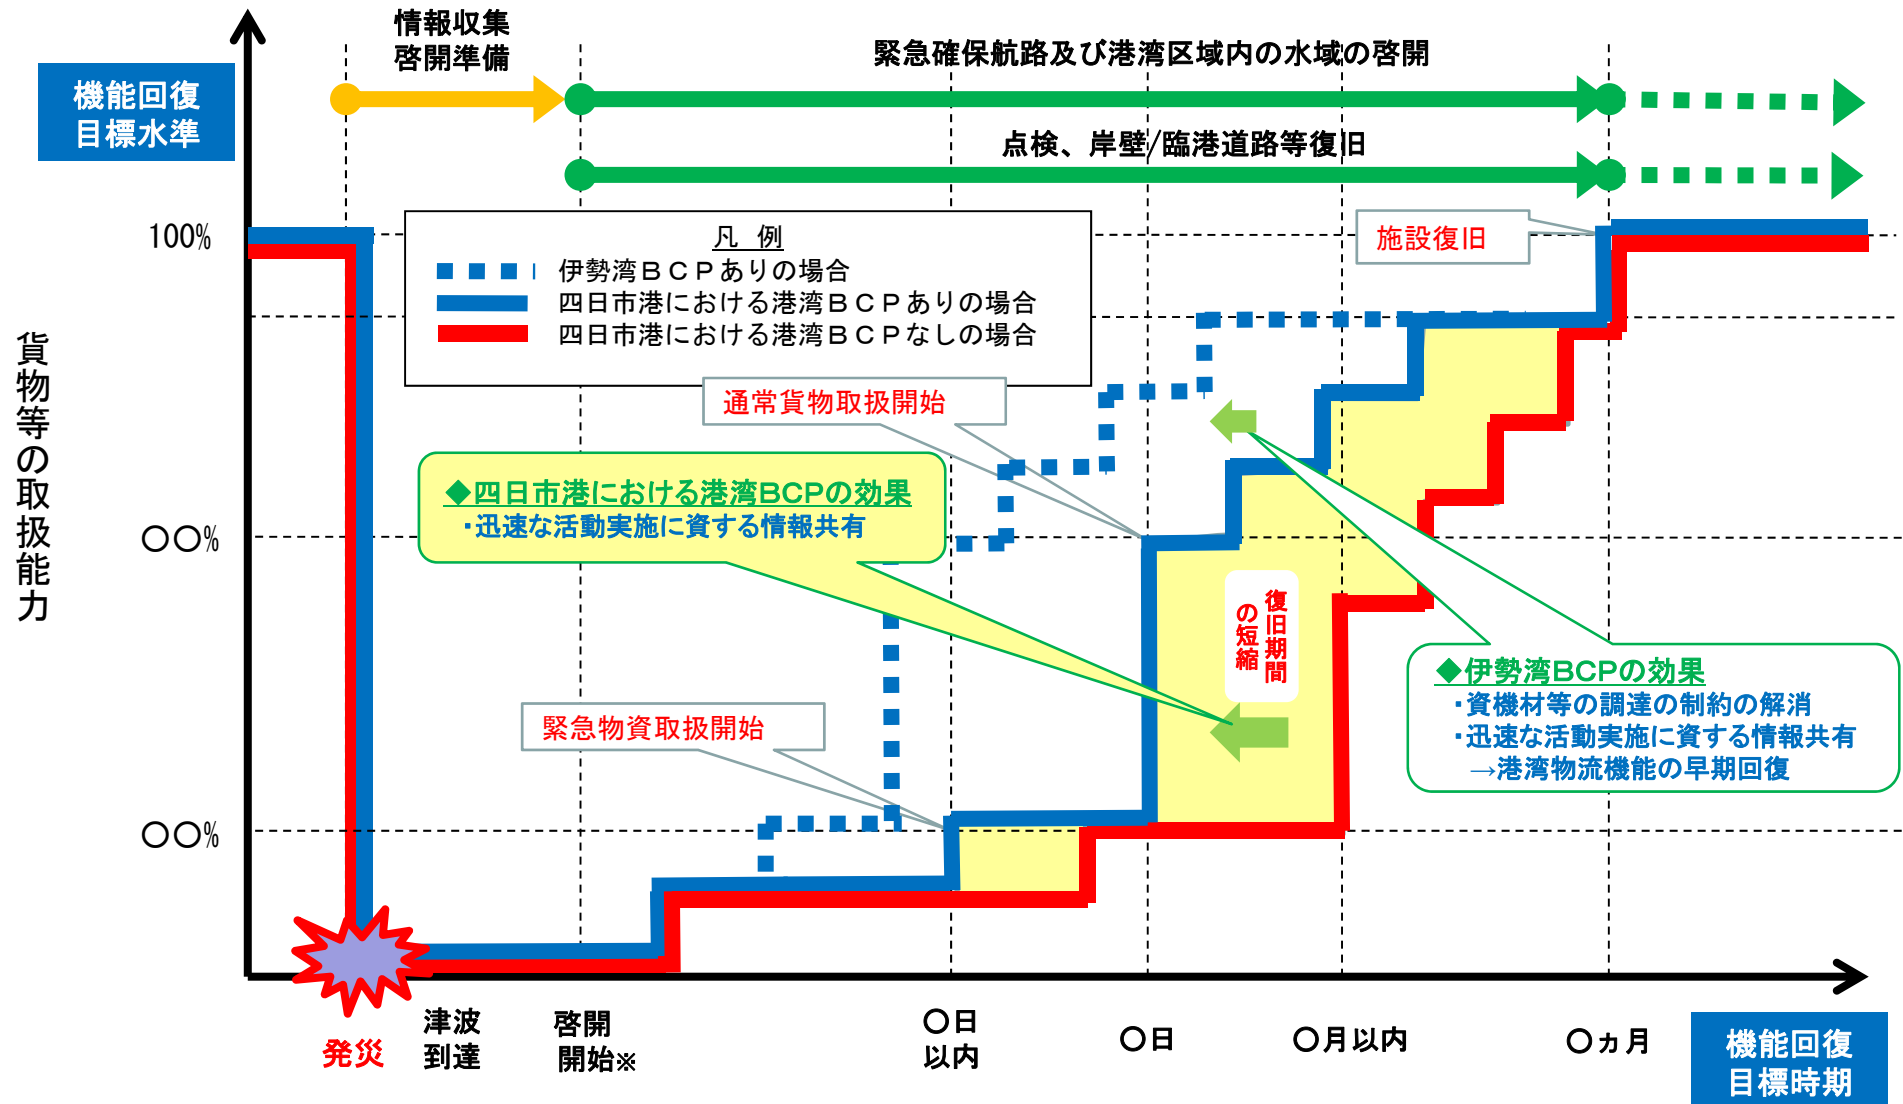 情報収集
啓開準備
緊急確保航路及び港湾区域内の水域の啓開
機能回復
目標水準
点検、岸壁/臨港道路等復旧
100%
凡 例
伊勢湾BCPありの場合
四日市港における港湾BCPありの場合
四日市港における港湾BCPなしの場合
施設復旧
貨物等の取扱能力
通常貨物取扱開始
◆四日市港における港湾BCPの効果
・迅速な活動実施に資する情報共有
〇〇%
復旧期間
の短縮
◆伊勢湾BCPの効果
・資機材等の調達の制約の解消
・迅速な活動実施に資する情報共有
→港湾物流機能の早期回復
緊急物資取扱開始
〇〇%
発災
津波
到達
啓開
開始※
〇日
以内
〇日
〇月以内
〇ヵ月
機能回復
目標時期